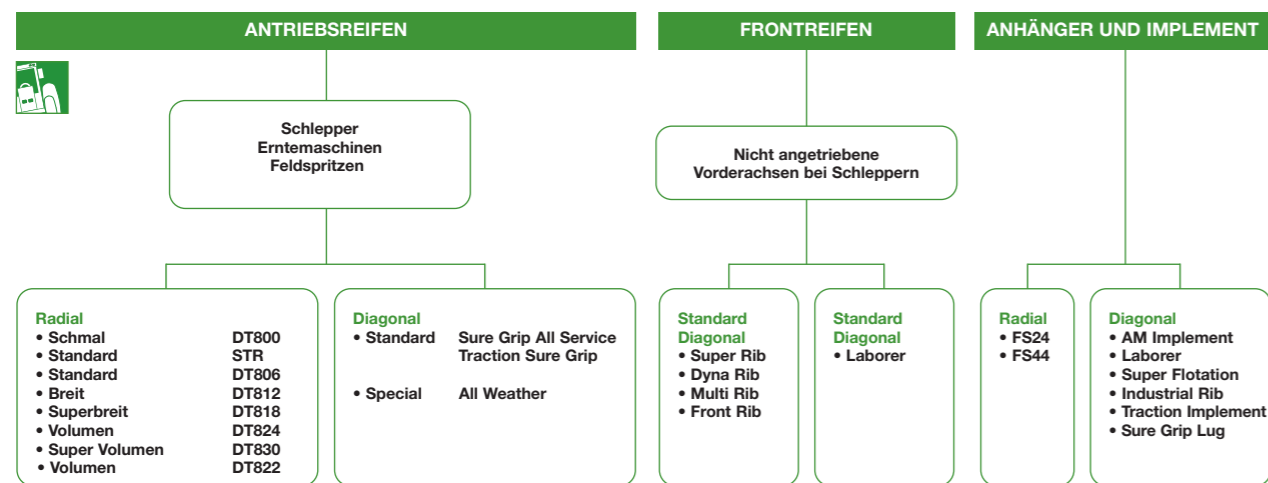 ANTRIEBSREIFEN
Schlepper
Erntemaschinen
Feldspritzen
Radial
• Schmal DT800
• Standard STR
• Standard DT806
• Breit DT812
• Superbreit DT818
• Volumen DT824
• Super Volumen DT830
• Volumen DT822
Diagonal
• Standard Sure Grip All Service
Traction Sure Grip
• Special All Weather
FRONTREIFEN
Nicht angetriebene
Vorderachsen bei Schleppern
Standard
Diagonal
• Super Rib
• Dyna Rib
• Multi Rib
• Front Rib
Standard
Diagonal
• Laborer
ANHÄNGER UND IMPLEMENT
Radial
• FS24
• FS44
Diagonal
• AM Implement
• Laborer
• Super Flotation
• Industrial Rib
• Traction Implement
• Sure Grip Lug